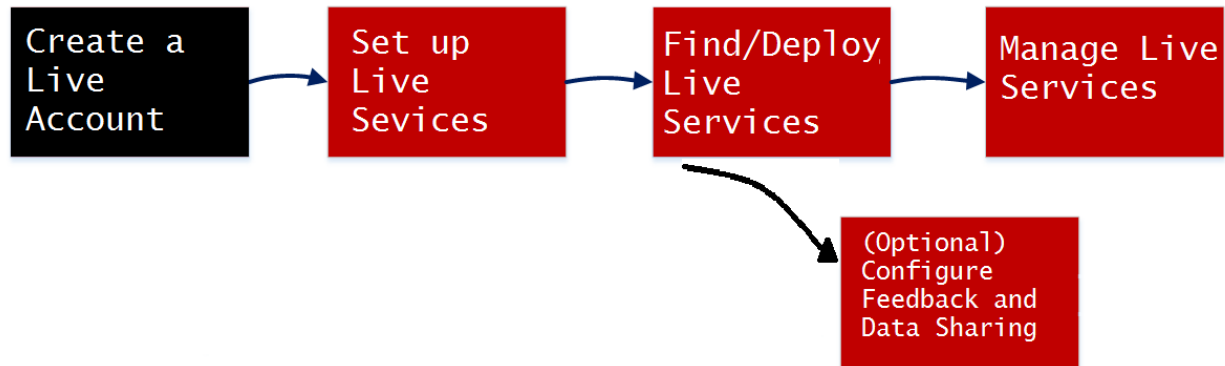 Create a
Live
Account
Set up
Live
Sevices
Find/Deploy
Live
Services
Manage Live
Services
(Optional)
Configure
Feedback and
Data Sharing